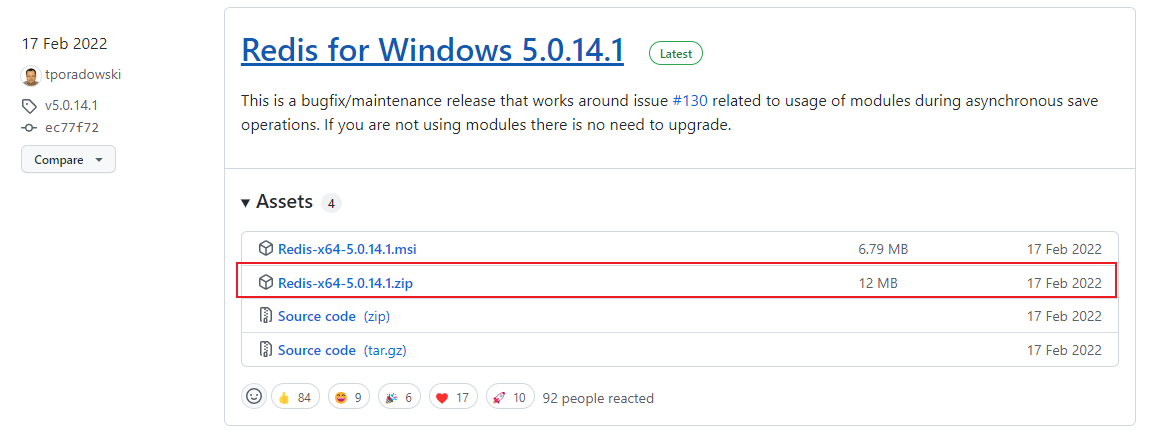 17 Feb 2022
tporadowski
v5.0.14.1
ec77f72
Compare
Redis for Windows 5.0.14.1 Latest
This is a bugfix/maintenance release that works around issue #130 related to usage of modules during asynchronous save
operations. If you are not using modules there is no need to upgrade.
Assets 4
Redis-x64-5.0.14.1.msi 6.79 MB 17 Feb 2022
Redis-x64-5.0.14.1.zip 12 MB 17 Feb 2022
Source code (zip) 17 Feb 2022
Source code (tar.gz) 17 Feb 2022
84 9 6 17 10 92 people reacted